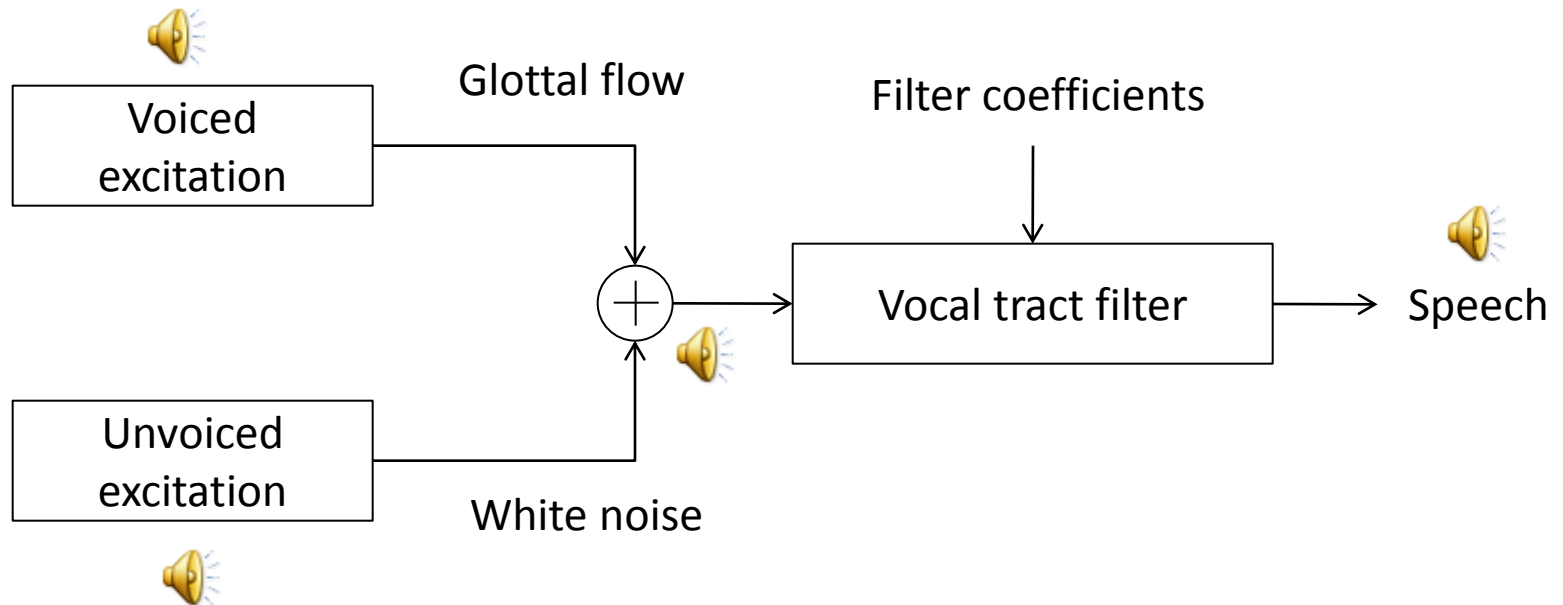 Voiced
excitation
Glottal flow
Filter coefficients
Vocal tract filter
Speech
Unvoiced
excitation
White noise